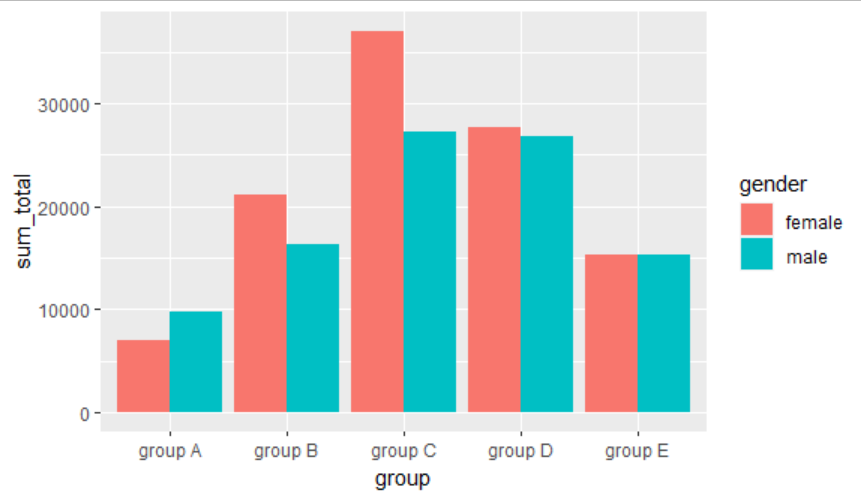 sum_total
30000
20000
10000
0
group A
group B
group C
group D
group E
group
gender
female
male